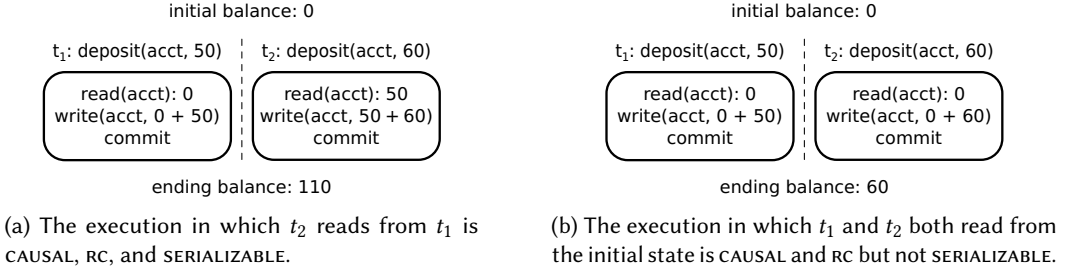 initial balance: 0
t₁: deposit(acct, 50)
t₂: deposit(acct, 60)
read(acct): 0
write(acct, 0 + 50)
commit
read(acct): 50
write(acct, 50 + 60)
commit
ending balance: 110
(a) The execution in which t₂ reads from t₁ is
CAUSAL, RC, and SERIALIZABLE.
initial balance: 0
t₁: deposit(acct, 50)
t₂: deposit(acct, 60)
read(acct): 0
write(acct, 0 + 50)
commit
read(acct): 0
write(acct, 0 + 60)
commit
ending balance: 60
(b) The execution in which t₁ and t₂ both read from
the initial state is CAUSAL and RC but not SERIALIZABLE.